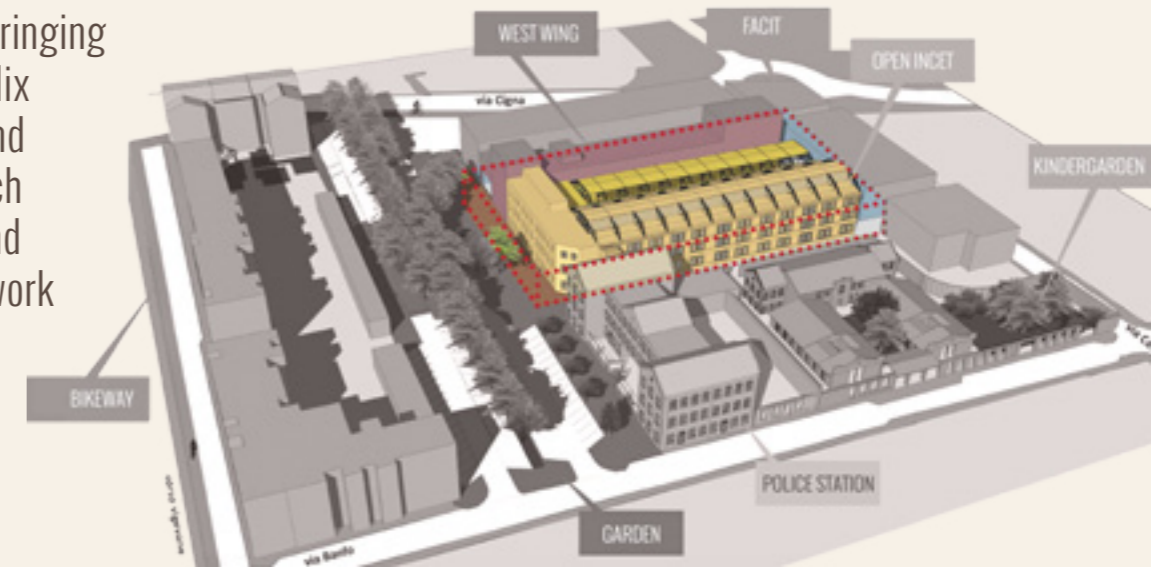 ringing
lix
nd
ch
nd
work
WEST WING
FACIT
OPEN INCET
KINDERGARDEN
via Cigna
BIKEWAY
POLICE STATION
GARDEN
via Banfo